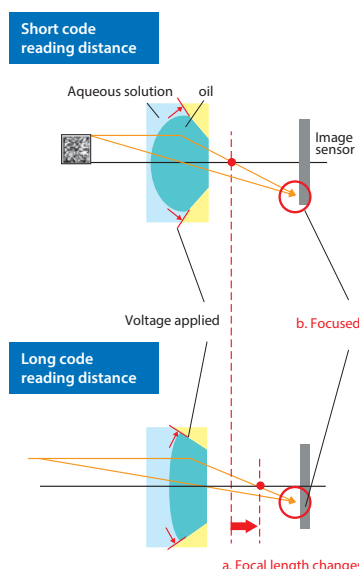 Short code
reading distance
Aqueous solution
oil
Image
sensor
Voltage applied
b. Focused
Long code
reading distance
a. Focal length changes